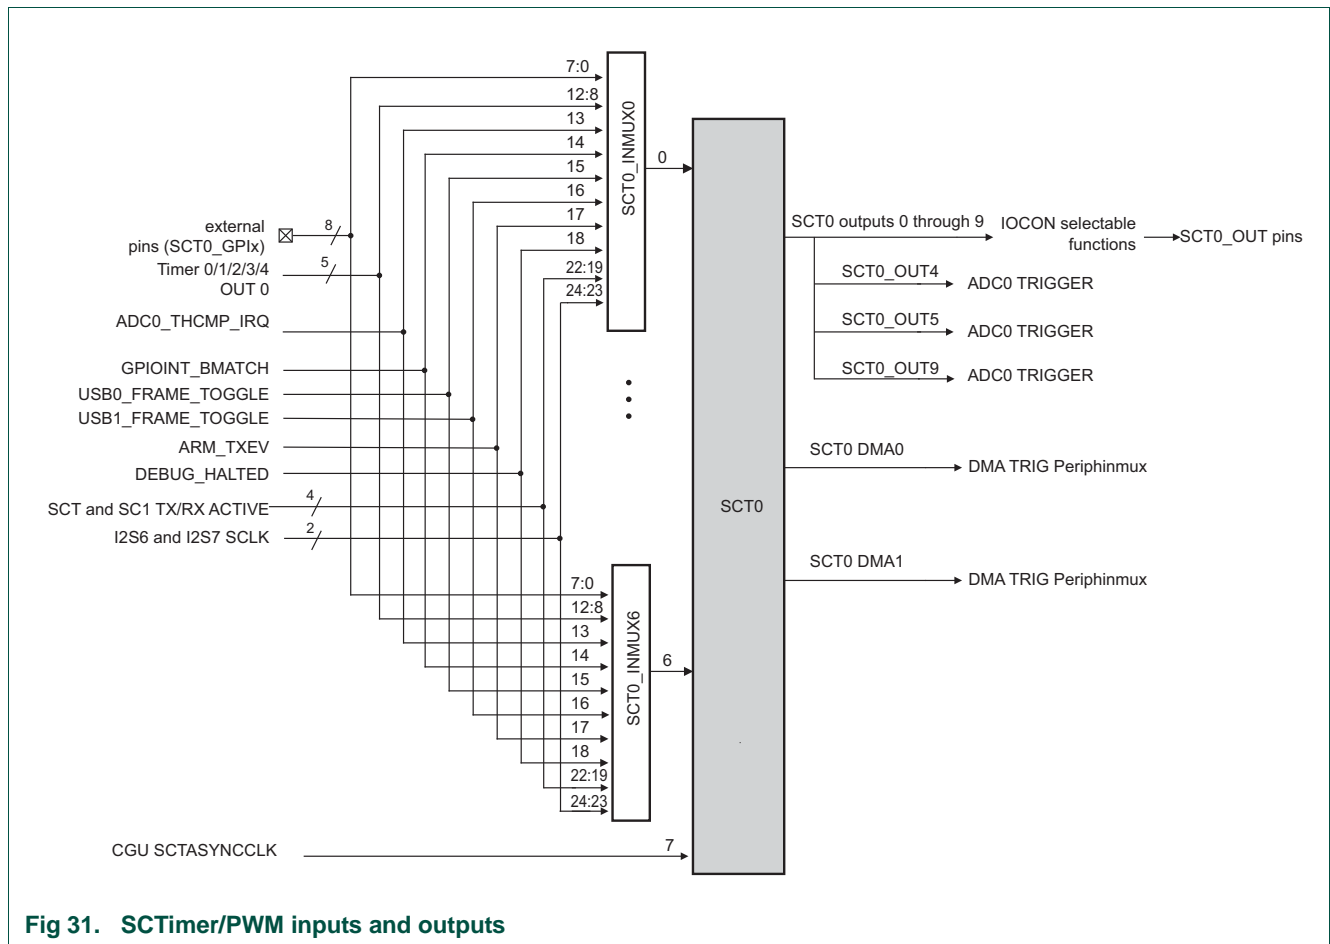 7:0
12:8
13
14
15
16
17
18
22:19
24:23
SCT0_INMUX0
0
external
pins (SCT0_GPIx)
8
Timer 0/1/2/3/4
OUT 0
5
ADC0_THCMP_IRQ
GPIOINT_BMATCH
USB0_FRAME_TOGGLE
USB1_FRAME_TOGGLE
ARM_TXEV
DEBUG_HALTED
SCT and SC1 TX/RX ACTIVE
4
I2S6 and I2S7 SCLK
2
7:0
12:8
13
14
15
16
17
18
22:19
24:23
SCT0_INMUX6
6
CGU SCTASYNCCLK
7
SCT0
SCT0 outputs 0 through 9
IOCON selectable
functions
SCT0_OUT pins
SCT0_OUT4
ADC0 TRIGGER
SCT0_OUT5
ADC0 TRIGGER
SCT0_OUT9
ADC0 TRIGGER
SCT0 DMA0
DMA TRIG Periphinmux
SCT0 DMA1
DMA TRIG Periphinmux
Fig 31. SCTimer/PWM inputs and outputs